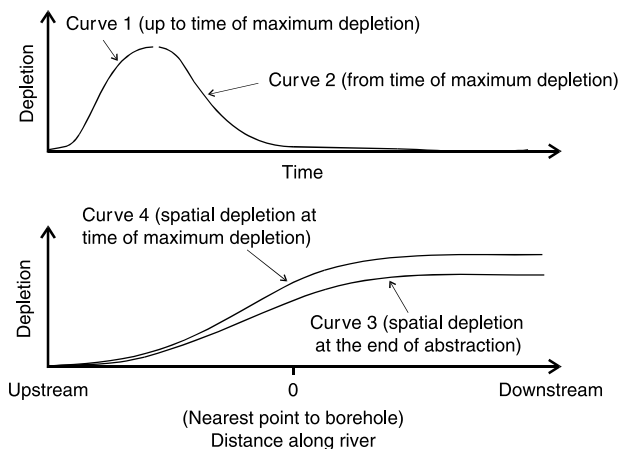 Curve 1 (up to time of maximum depletion)
Curve 2 (from time of maximum depletion)
Depletion
Time
Curve 4 (spatial depletion at
time of maximum depletion)
Depletion
Curve 3 (spatial depletion
at the end of abstraction)
Upstream
0
Downstream
(Nearest point to borehole)
Distance along river